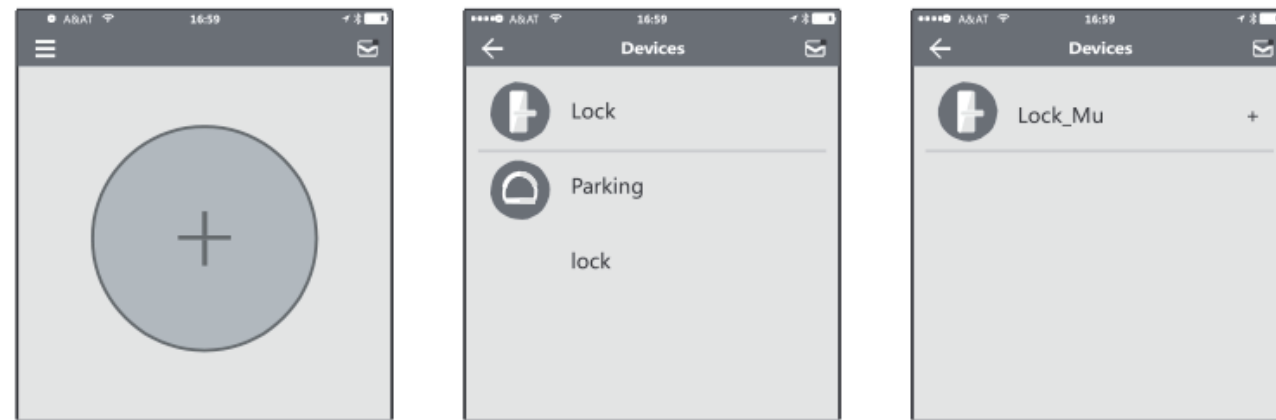 A&AT 16:59
A&AT 16:59
Devices
Lock
Parking
lock
A&AT 16:59
Devices
Lock_Mu +